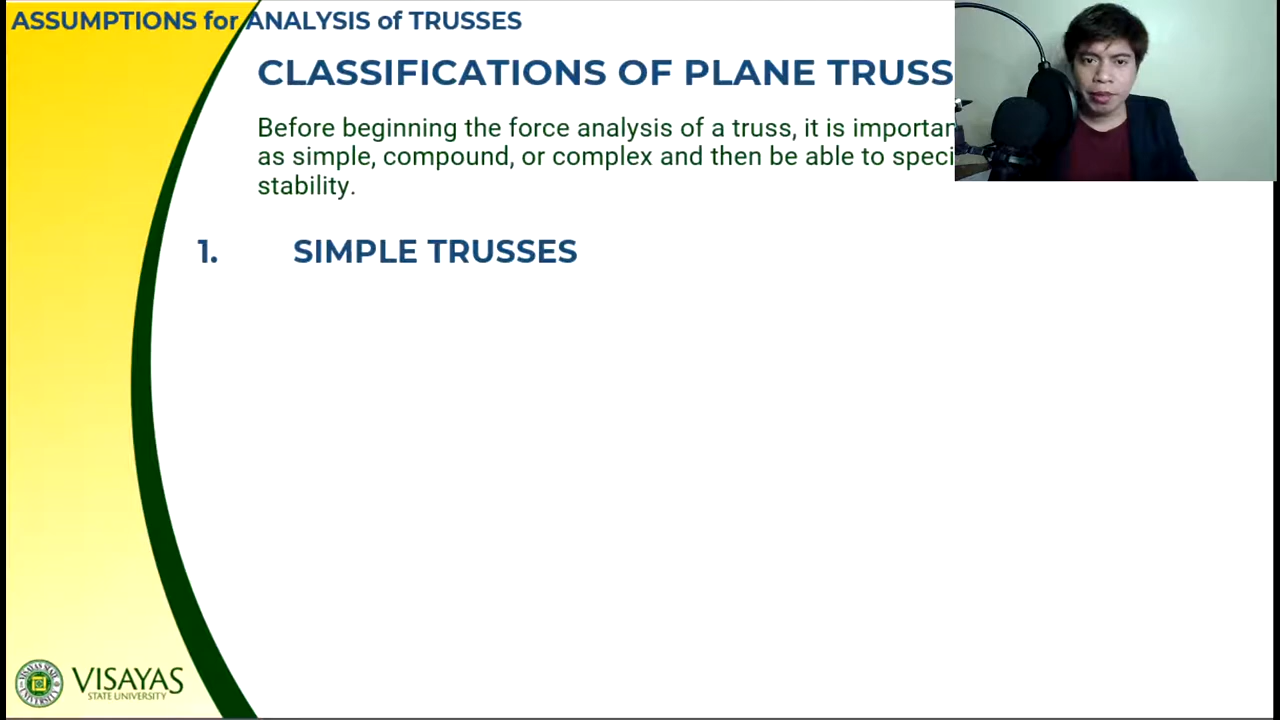 ASSUMPTIONS for ANALYSIS of TRUSSES
CLASSIFICATIONS OF PLANE TRUSS
Before beginning the force analysis of a truss, it is importan
as simple, compound, or complex and then be able to speci
stability.
1. SIMPLE TRUSSES
VISAYAS
STATE UNIVERSITY